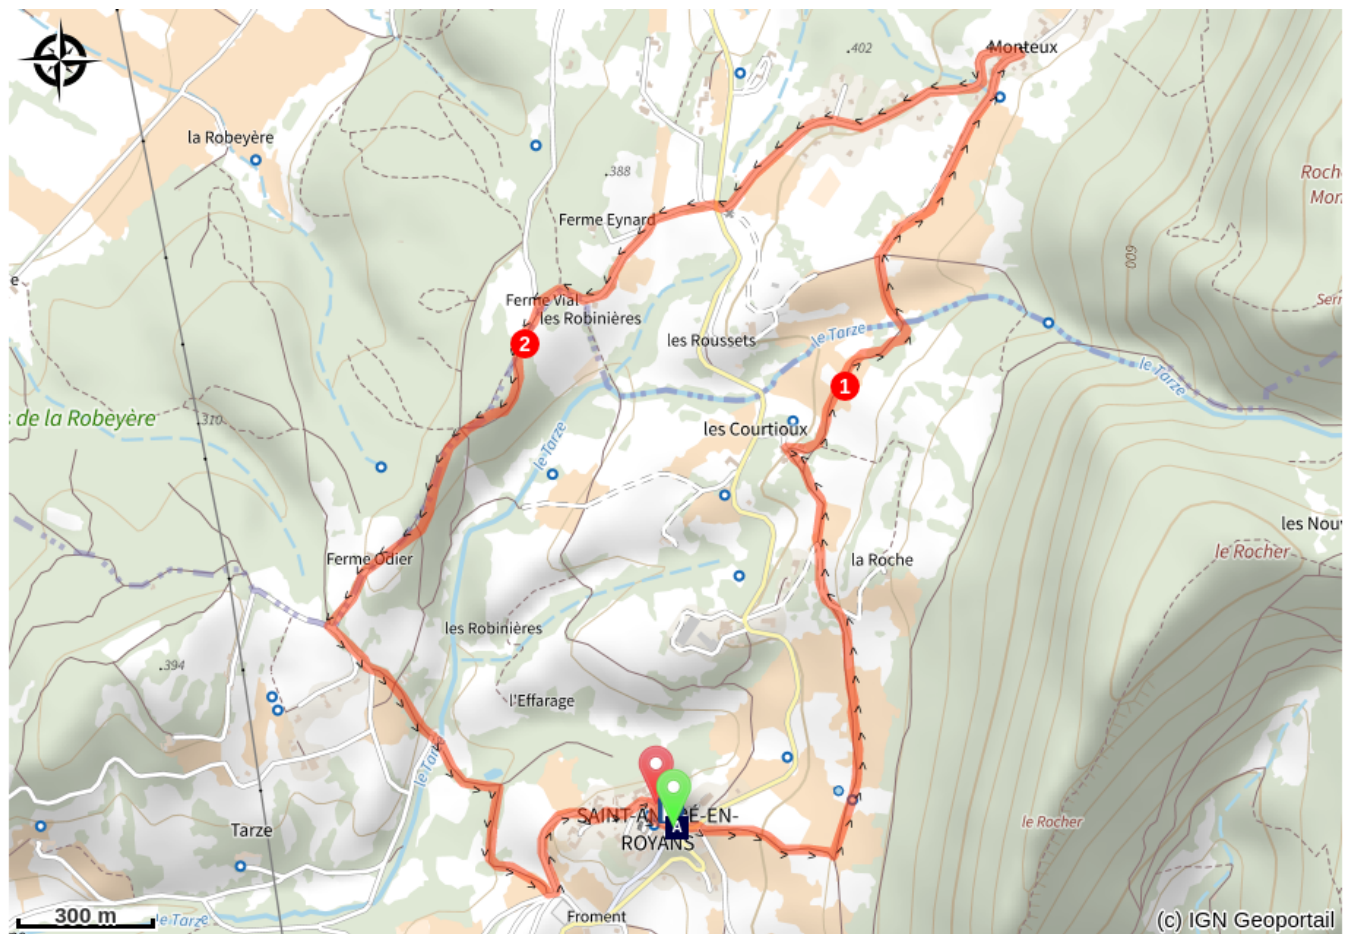 Monteux
.402
la Robeyère
Roch
Mon
.388
Ferme Eynard
600
Ferme Vial
les Robinières
Serr
le Tarze
les Roussets
2
1
le Tarze
s de la Robeyère
.310
les Courtioux
le Tarze
les Nouv
le Rocher
Ferme Odier
la Roche
les Robinières
.394
l'Effarage
le Tarze
SAINT-ANDRÉ-EN-
ROYANS
A
le Rocher
Tarze
300 m
le Tarze
Froment
(c) IGN Geoportail